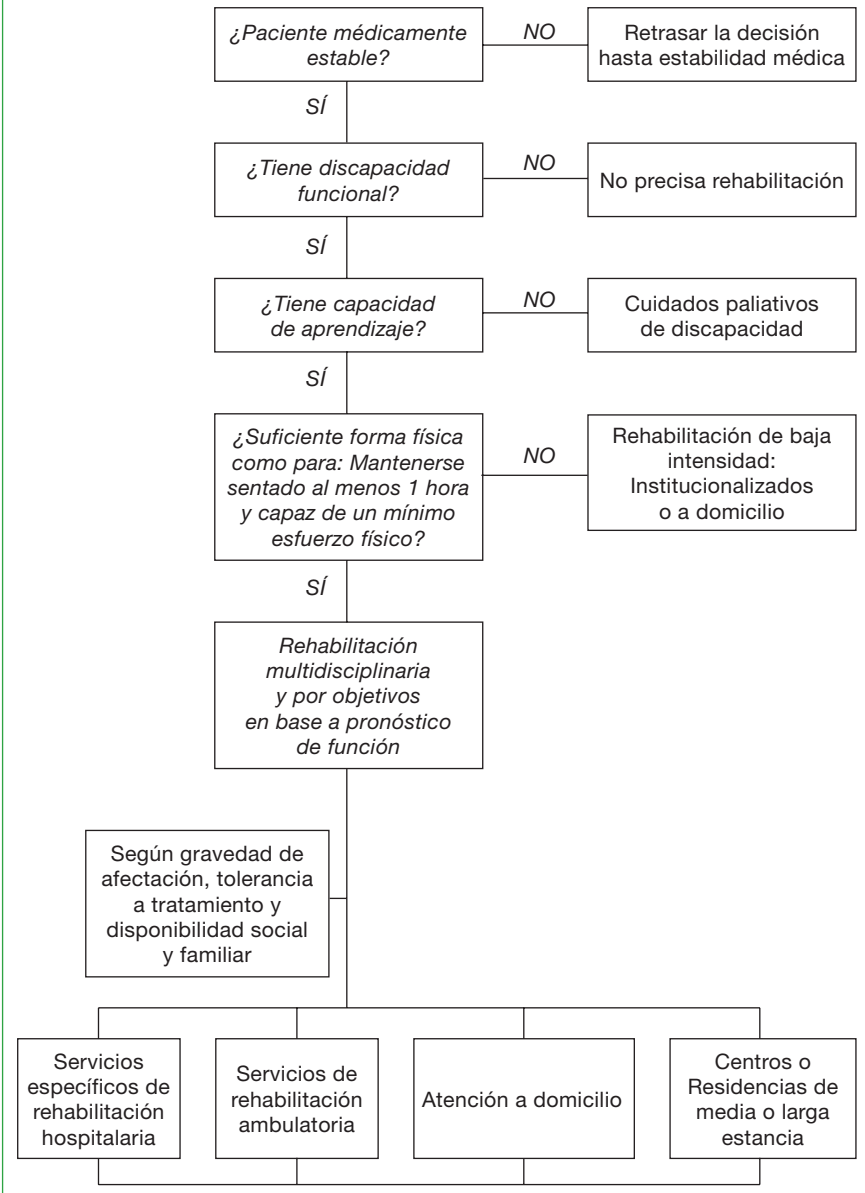 ¿Paciente médicamente
estable?
NO
Retrasar la decisión
hasta estabilidad médica
SÍ
¿Tiene discapacidad
funcional?
NO
No precisa rehabilitación
SÍ
¿Tiene capacidad
de aprendizaje?
NO
Cuidados paliativos
de discapacidad
SÍ
¿Suficiente forma física
como para: Mantenerse
sentado al menos 1 hora
y capaz de un mínimo
esfuerzo físico?
NO
Rehabilitación de baja
intensidad:
Institucionalizados
o a domicilio
SÍ
Rehabilitación
multidisciplinaria
y por objetivos
en base a pronóstico
de función
Según gravedad de
afectación, tolerancia
a tratamiento y
disponibilidad social
y familiar
Servicios
específicos de
rehabilitación
hospitalaria
Servicios de
rehabilitación
ambulatoria
Atención a domicilio
Centros o
Residencias de
media o larga
estancia